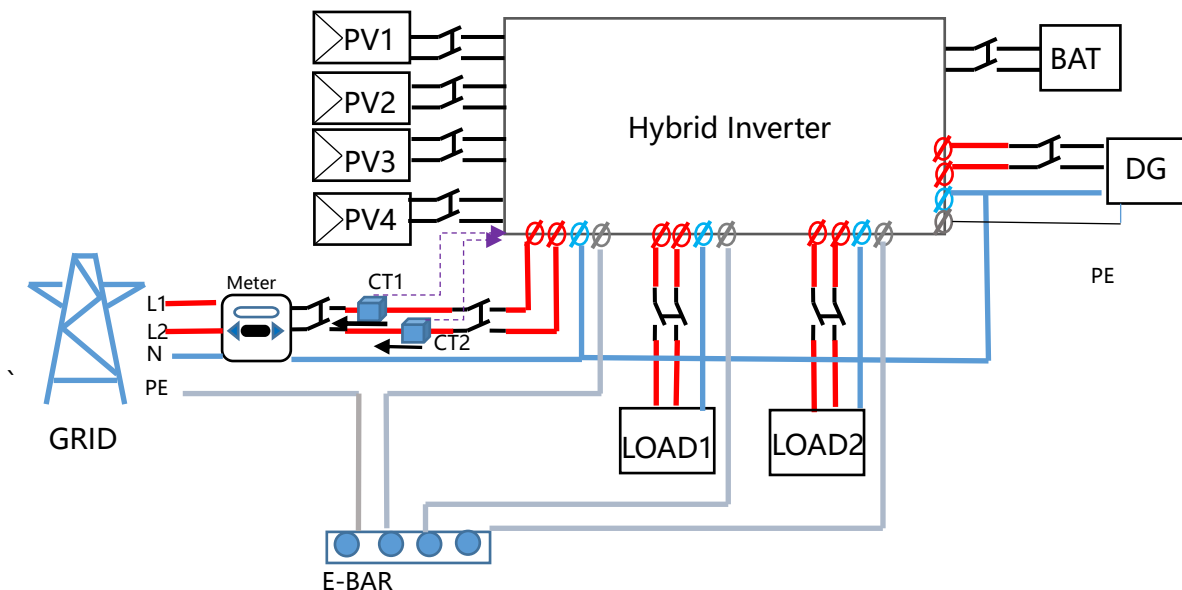 PV1
PV2
PV3
PV4
Hybrid Inverter
BAT
DG
PE
CT1
CT2
Meter
L1
L2
N
PE
`
GRID
LOAD1
LOAD2
E-BAR